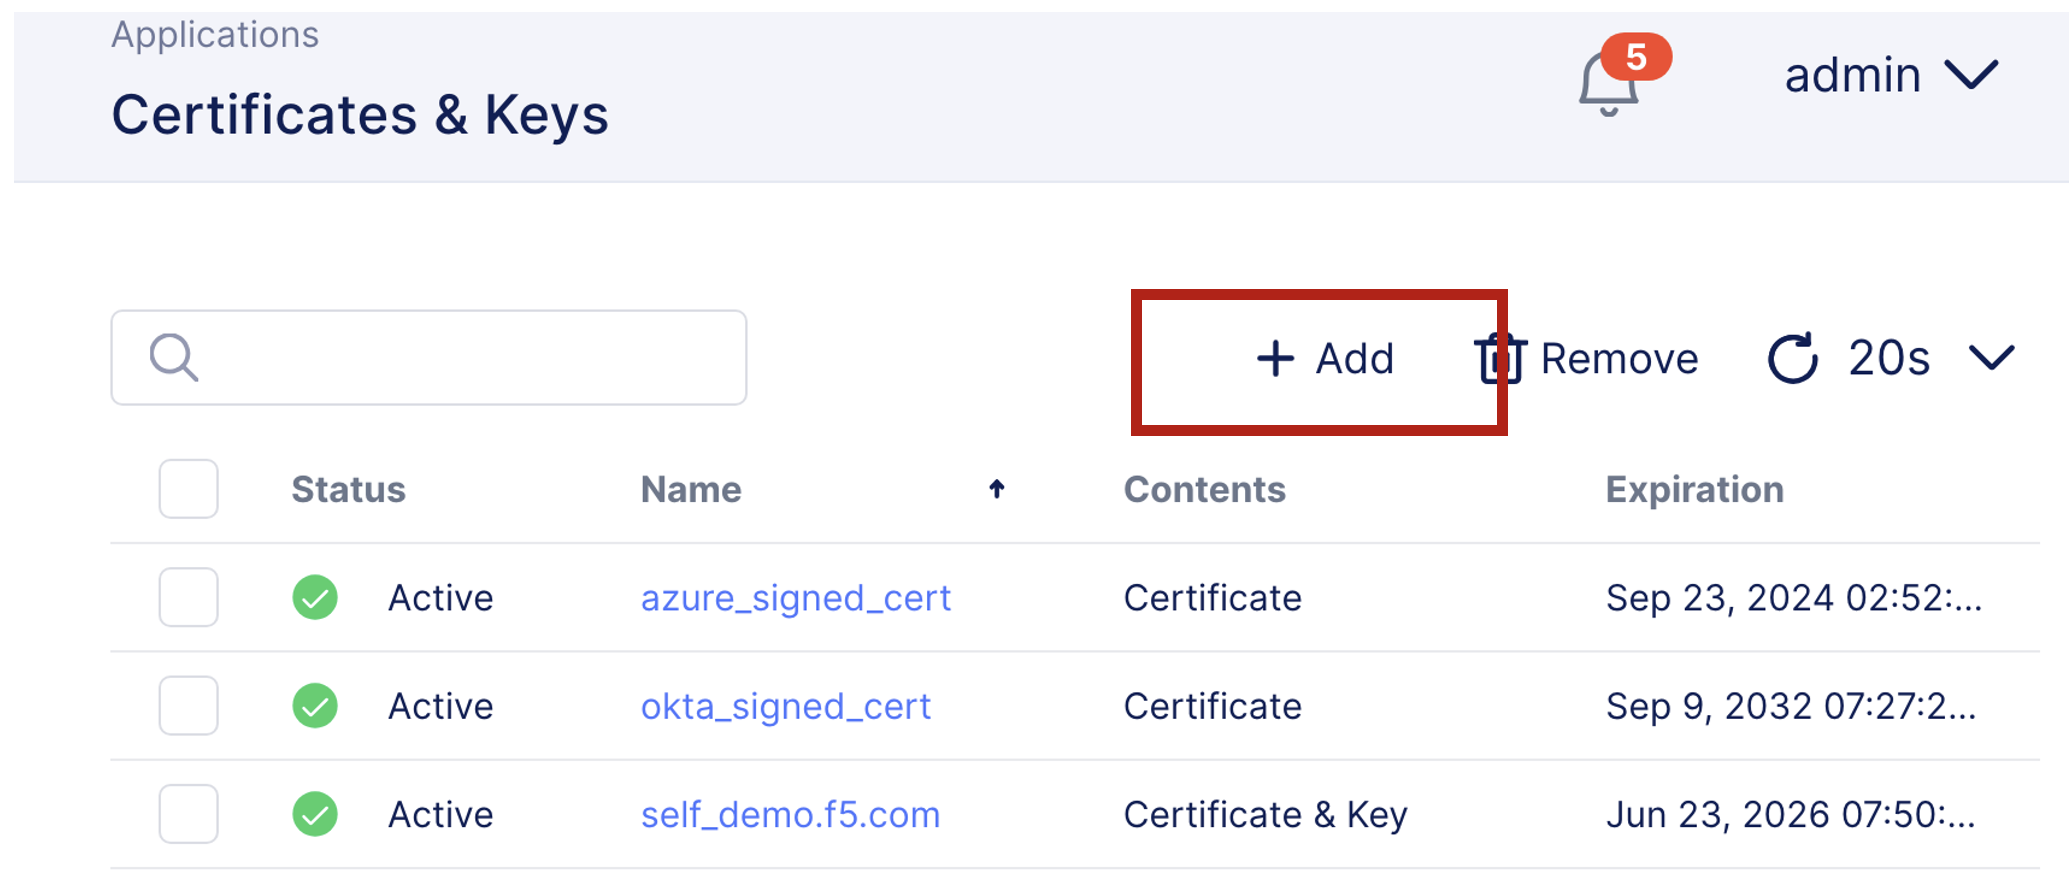 Applications
Certificates & Keys
5
admin
+ Add
Remove
20s
Status Name Contents Expiration
Active azure_signed_cert Certificate Sep 23, 2024 02:52:...
Active okta_signed_cert Certificate Sep 9, 2032 07:27:2...
Active self_demo.f5.com Certificate & Key Jun 23, 2026 07:50:...